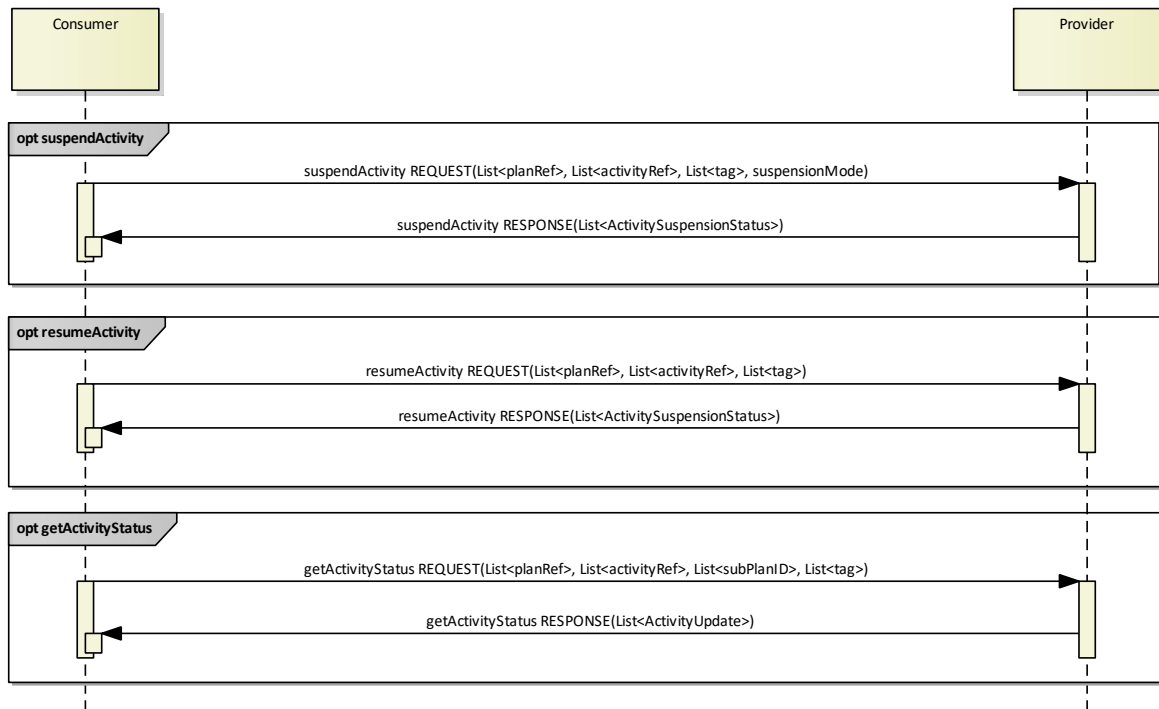 Consumer
Provider
opt suspendActivity
suspendActivity REQUEST(List<planRef>, List<activityRef>, List<tag>, suspensionMode)
suspendActivity RESPONSE(List<ActivitySuspensionStatus>)
opt resumeActivity
resumeActivity REQUEST(List<planRef>, List<activityRef>, List<tag>)
resumeActivity RESPONSE(List<ActivitySuspensionStatus>)
opt getActivityStatus
getActivityStatus REQUEST(List<planRef>, List<activityRef>, List<subPlanID>, List<tag>)
getActivityStatus RESPONSE(List<ActivityUpdate>)